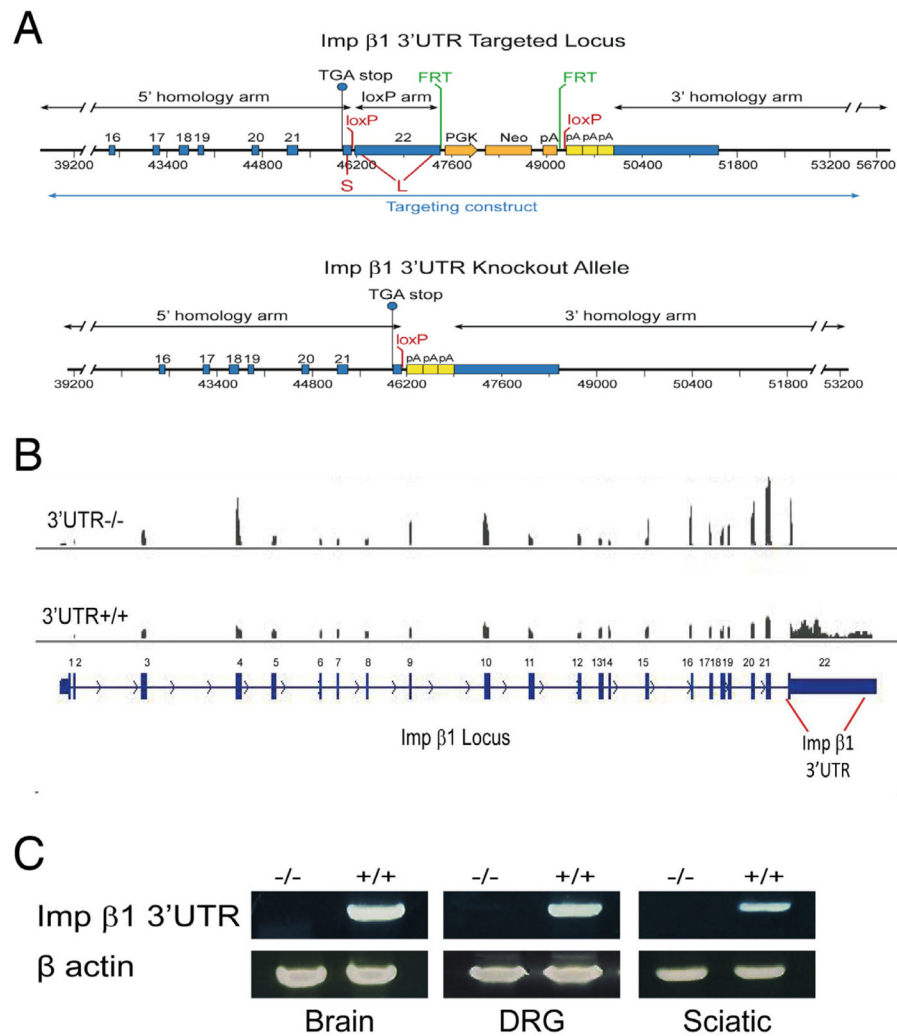 A
Imp β1 3'UTR Targeted Locus
TGA stop FRT FRT
5' homology arm loxP arm 3' homology arm
loxP loxP
16 17 18 19 20 21 22 PGK Neo pA pA pA pA
39200 43400 44800 46200 47600 49000 50400 51800 53200 56700
S L
Targeting construct
Imp β1 3'UTR Knockout Allele
TGA stop
5' homology arm 3' homology arm
loxP
16 17 18 19 20 21 pA pA pA
39200 43400 44800 46200 47600 49000 50400 51800 53200
B
3'UTR-/-
3'UTR+/+
1 2 3 4 5 6 7 8 9 10 11 12 13 14 15 16 17 18 19 20 21 22
Imp β1 Locus
Imp β1
3'UTR
C
-/- +/+ -/- +/+ -/- +/+
Imp β1 3'UTR
β actin
Brain DRG Sciatic